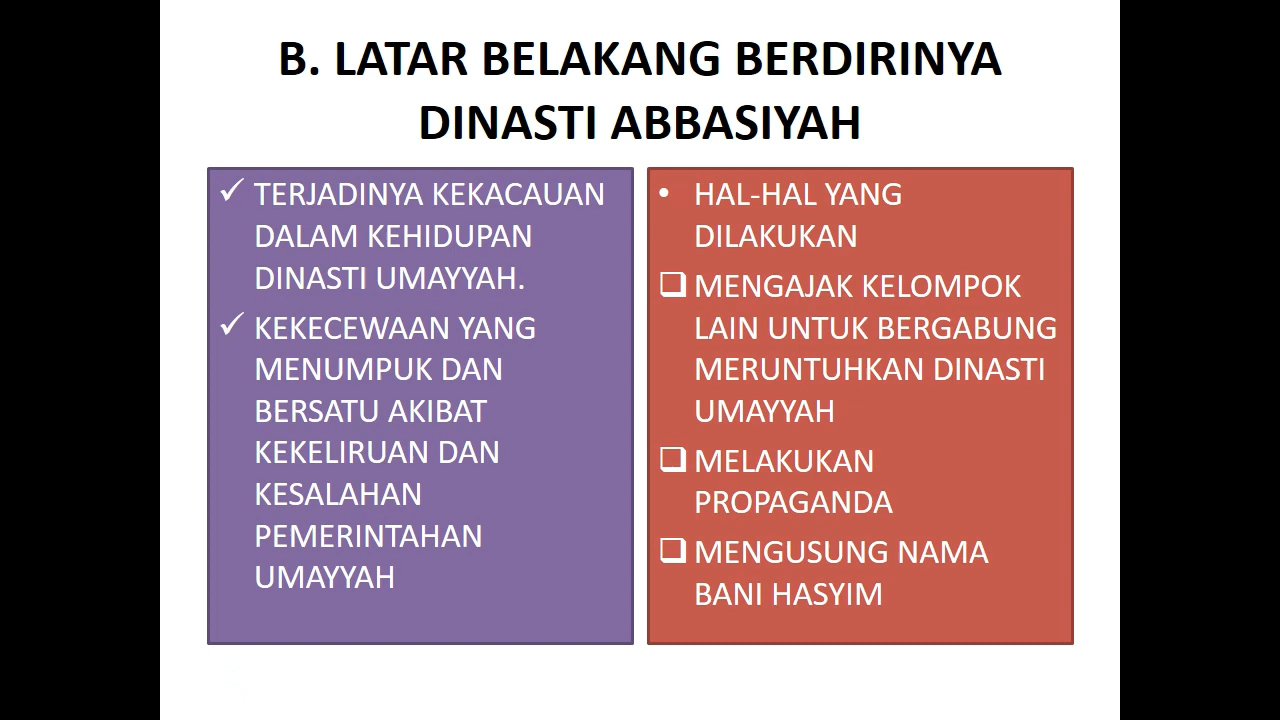 B. LATAR BELAKANG BERDIRINYA
DINASTI ABBASIYAH
✓ TERJADINYA KEKACAUAN
DALAM KEHIDUPAN
DINASTI UMAYYAH.
✓ KEKECEWAAN YANG
MENUMPUK DAN
BERSATU AKIBAT
KEKELIRUAN DAN
KESALAHAN
PEMERINTAHAN
UMAYYAH
• HAL-HAL YANG
DILAKUKAN
❑ MENGAJAK KELOMPOK
LAIN UNTUK BERGABUNG
MERUNTUHKAN DINASTI
UMAYYAH
❑ MELAKUKAN
PROPAGANDA
❑ MENGUSUNG NAMA
BANI HASYIM